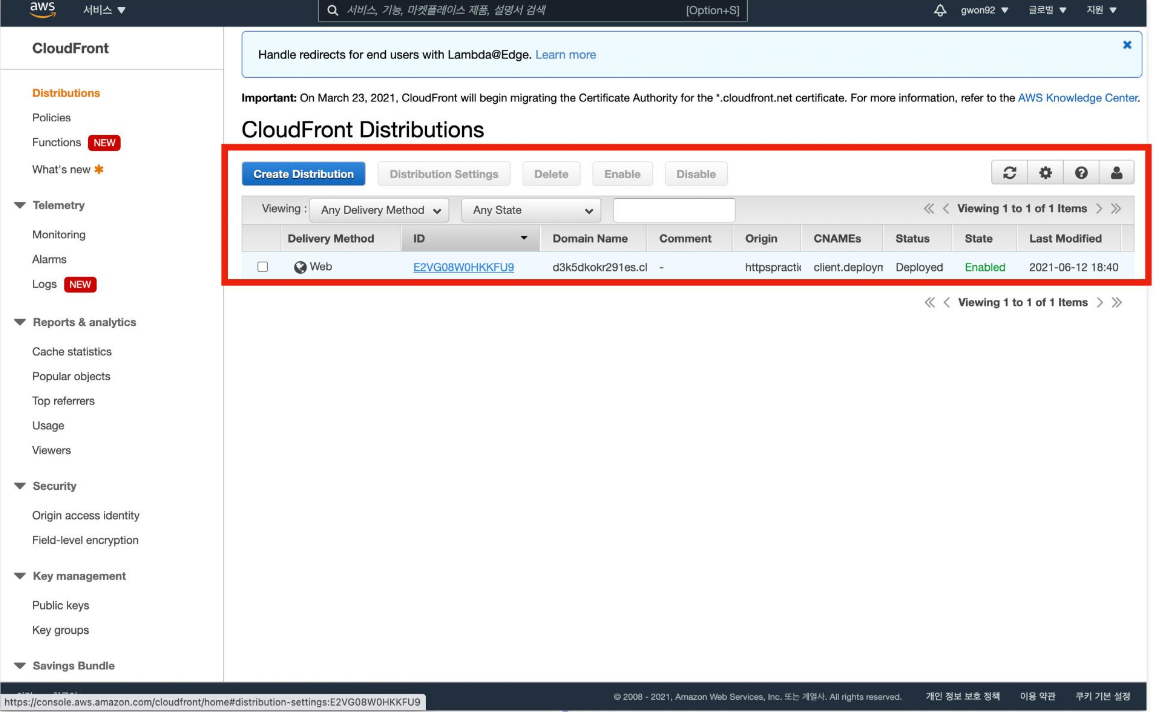 aws 서비스 ▼ 서비스, 기능, 마켓플레이스 제품, 설명서 검색 [Option+S] gwon92 ▼ 글로벌 ▼ 지원 ▼
CloudFront
Distributions
Policies
Functions NEW
What's new
Telemetry
Monitoring
Alarms
Logs NEW
Reports & analytics
Cache statistics
Popular objects
Top referrers
Usage
Viewers
Security
Origin access identity
Field-level encryption
Key management
Public keys
Key groups
Savings Bundle
Handle redirects for end users with Lambda@Edge. Learn more
Important: On March 23, 2021, CloudFront will begin migrating the Certificate Authority for the *.cloudfront.net certificate. For more information, refer to the AWS Knowledge Center.
CloudFront Distributions
Create Distribution Distribution Settings Delete Enable Disable
Viewing : Any Delivery Method Any State Viewing 1 to 1 of 1 Items
Delivery Method ID Domain Name Comment Origin CNAMEs Status State Last Modified
Web E2VG08W0HKKFU9 d3k5dkokr291es.cl - httpspractic client.deploym Deployed Enabled 2021-06-12 18:40
Viewing 1 to 1 of 1 Items
https://console.aws.amazon.com/cloudfront/home#distribution-settings:E2VG08W0HKKFU9
© 2008 - 2021, Amazon Web Services, Inc. 또는 계열사. All rights reserved. 개인 정보 보호 정책 이용 약관 쿠키 기본 설정